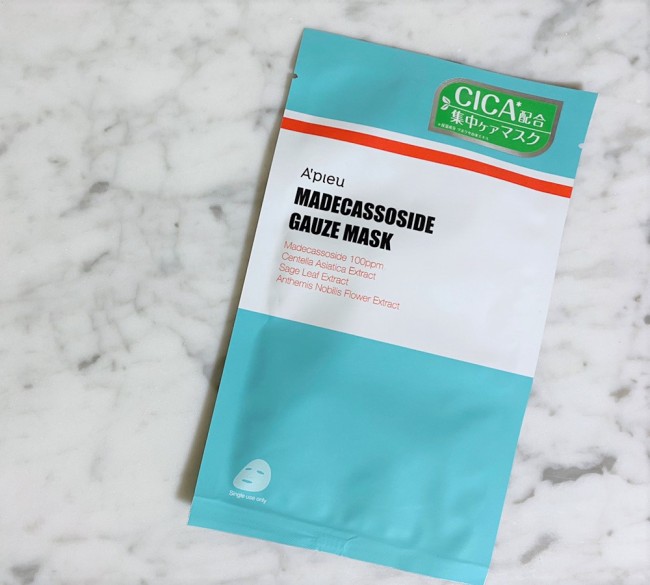 CICA*配合
集中ケアマスク
A'pieu
MADECASSOSIDE
GAUZE MASK
Madecassoside 100ppm
Centella Asiatica Extract
Sage Leaf Extract
Anthemis Nobilis Flower Extract
Single use only